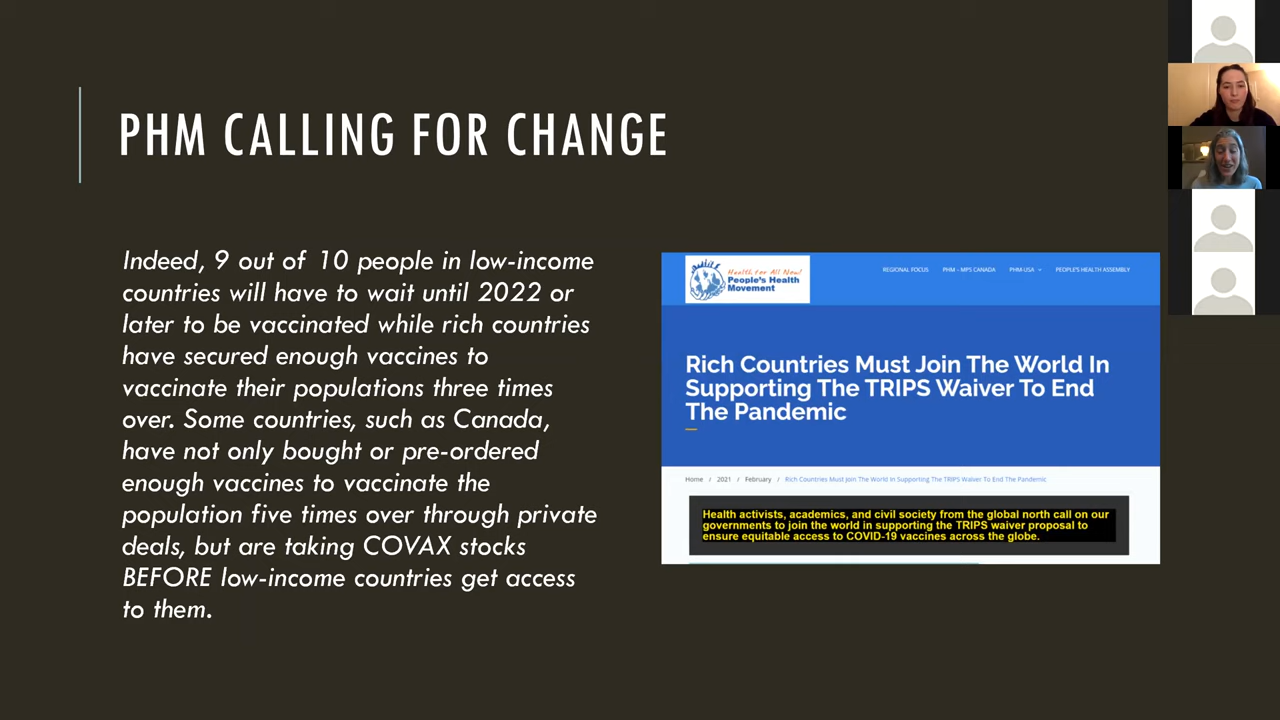 PHM CALLING FOR CHANGE
Indeed, 9 out of 10 people in low-income
countries will have to wait until 2022 or
later to be vaccinated while rich countries
have secured enough vaccines to
vaccinate their populations three times
over. Some countries, such as Canada,
have not only bought or pre-ordered
enough vaccines to vaccinate the
population five times over through private
deals, but are taking COVAX stocks
BEFORE low-income countries get access
to them.
Health for All Now!
People's Health
Movement
REGIONAL FOCUS PHM - MPS CANADA PHM-USA PEOPLE'S HEALTH ASSEMBLY
Rich Countries Must Join The World In
Supporting The TRIPS Waiver To End
The Pandemic
Home / 2021 / February / Rich Countries Must Join The World In Supporting The TRIPS Waiver To End The Pandemic
Health activists, academics, and civil society from the global north call on our
governments to join the world in supporting the TRIPS waiver proposal to
ensure equitable access to COVID-19 vaccines across the globe.